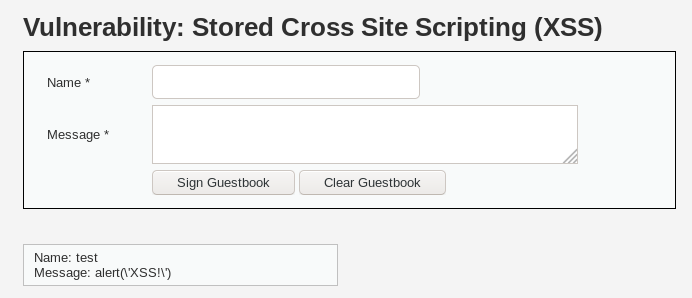 Vulnerability: Stored Cross Site Scripting (XSS)
Name *
Message *
Sign Guestbook Clear Guestbook
Name: test
Message: alert(\'XSS!\')